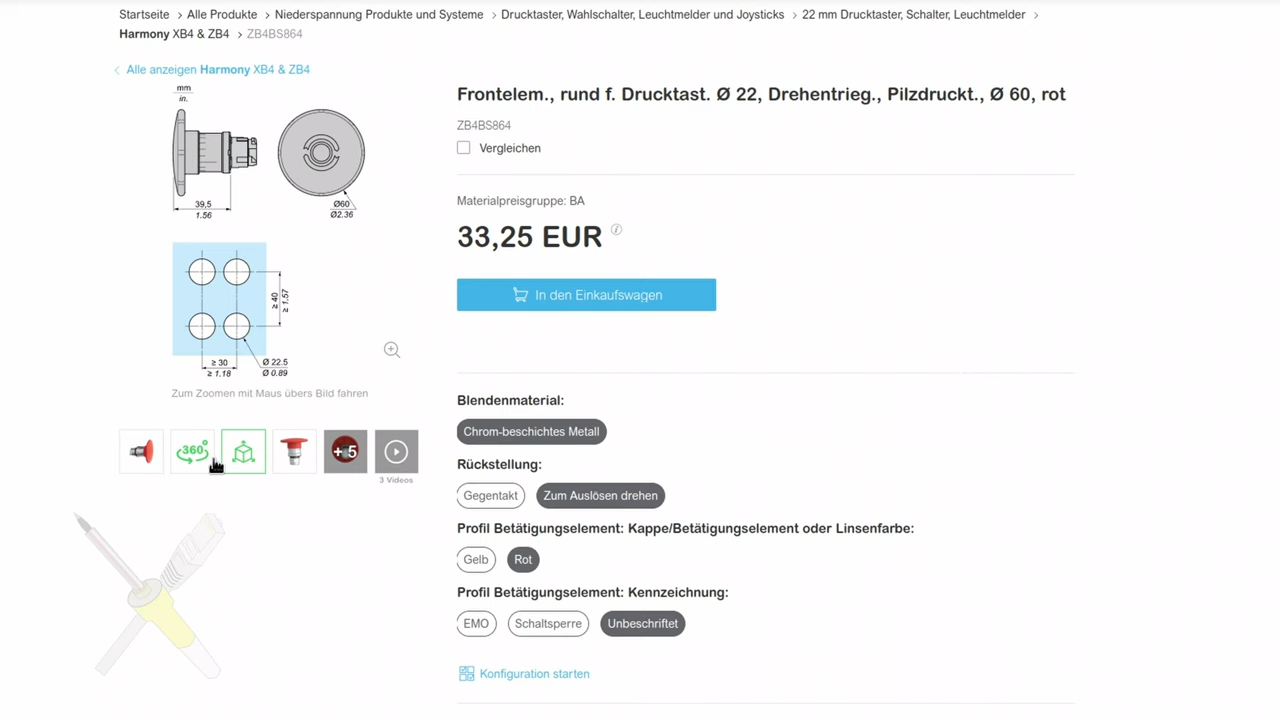 Startseite > Alle Produkte > Niederspannung Produkte und Systeme > Drucktaster, Wahlschalter, Leuchtmelder und Joysticks > 22 mm Drucktaster, Schalter, Leuchtmelder >
Harmony XB4 & ZB4 > ZB4BS864
Alle anzeigen Harmony XB4 & ZB4
mm
in.
39,5
1.56
Ø60
Ø2.36
≥ 40
≥ 1.57
≥ 30
≥ 1.18
Ø 22.5
Ø 0.89
Zum Zoomen mit Maus übers Bild fahren
360°
+ 5
3 Videos
Frontelem., rund f. Drucktast. Ø 22, Drehentrieg., Pilzdruckt., Ø 60, rot
ZB4BS864
Vergleichen
Materialpreisgruppe: BA
33,25 EUR
In den Einkaufswagen
Blendenmaterial:
Chrom-beschichtes Metall
Rückstellung:
Gegentakt Zum Auslösen drehen
Profil Betätigungselement: Kappe/Betätigungselement oder Linsenfarbe:
Gelb Rot
Profil Betätigungselement: Kennzeichnung:
EMO Schaltsperre Unbeschriftet
Konfiguration starten